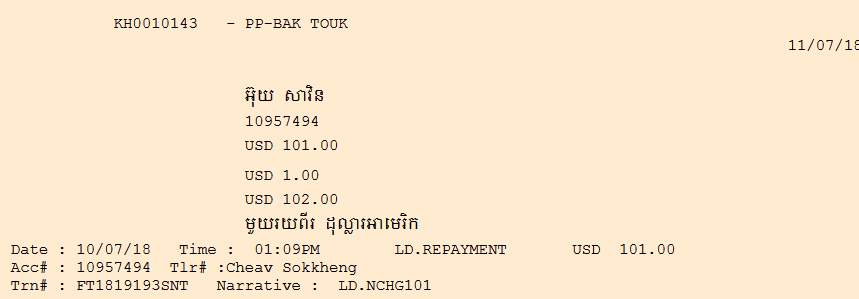 KH0010143 - PP-BAK TOUK
11/07/18
អ៊ុយ សាវិន
10957494
USD 101.00
USD 1.00
USD 102.00
មួយរយពីរ ដុល្លារអាមេរិក
Date : 10/07/18 Time : 01:09PM LD.REPAYMENT USD 101.00
Acc# : 10957494 Tlr# :Cheav Sokkheng
Trn# : FT1819193SNT Narrative : LD.NCHG101